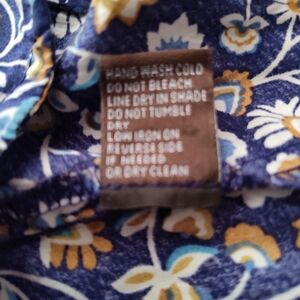 HAND WASH COLD
DO NOT BLEACH
LINE DRY IN SHADE
DO NOT TUMBLE
DRY
LOW IRON ON
REVERSE SIDE
IF NEEDED
OR DRY CLEAN